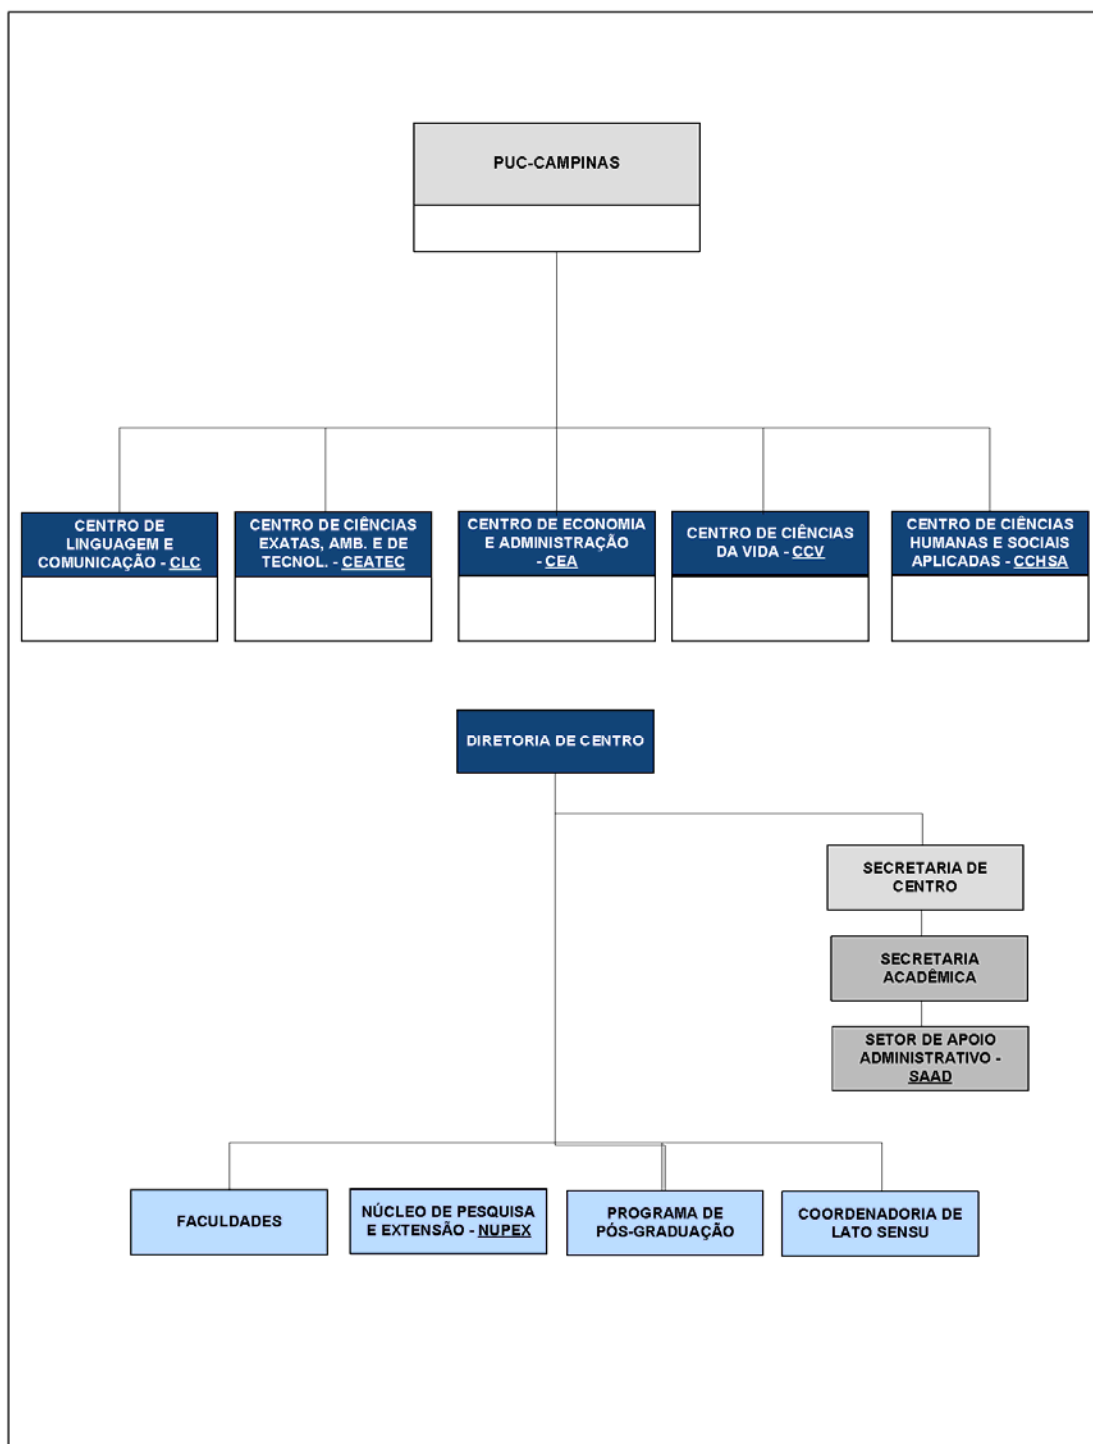 PUC-CAMPINAS
CENTRO DE
LINGUAGEM E
COMUNICAÇÃO - CLC
CENTRO DE CIÊNCIAS
EXATAS, AMB. E DE
TECNOL. - CEATEC
CENTRO DE ECONOMIA
E ADMINISTRAÇÃO
- CEA
CENTRO DE CIÊNCIAS
DA VIDA - CCV
CENTRO DE CIÊNCIAS
HUMANAS E SOCIAIS
APLICADAS - CCHSA
DIRETORIA DE CENTRO
SECRETARIA DE
CENTRO
SECRETARIA
ACADÊMICA
SETOR DE APOIO
ADMINISTRATIVO -
SAAD
FACULDADES
NÚCLEO DE PESQUISA
E EXTENSÃO - NUPEX
PROGRAMA DE
PÓS-GRADUAÇÃO
COORDENADORIA DE
LATO SENSU